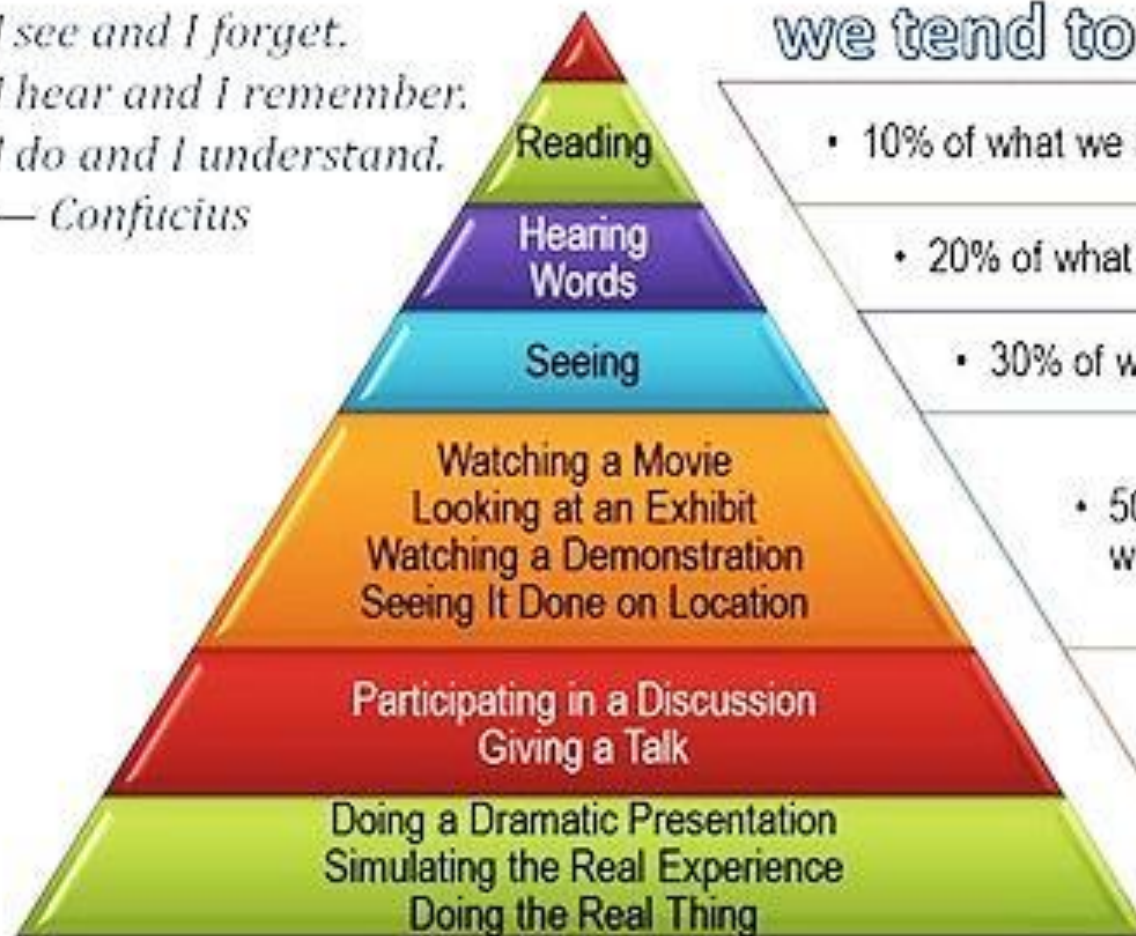 I see and I forget.
I hear and I remember.
I do and I understand.
— Confucius
we tend to
Reading
• 10% of what we
Hearing
Words
• 20% of what
Seeing
• 30% of w
Watching a Movie
Looking at an Exhibit
Watching a Demonstration
Seeing It Done on Location
• 50
w
Participating in a Discussion
Giving a Talk
Doing a Dramatic Presentation
Simulating the Real Experience
Doing the Real Thing